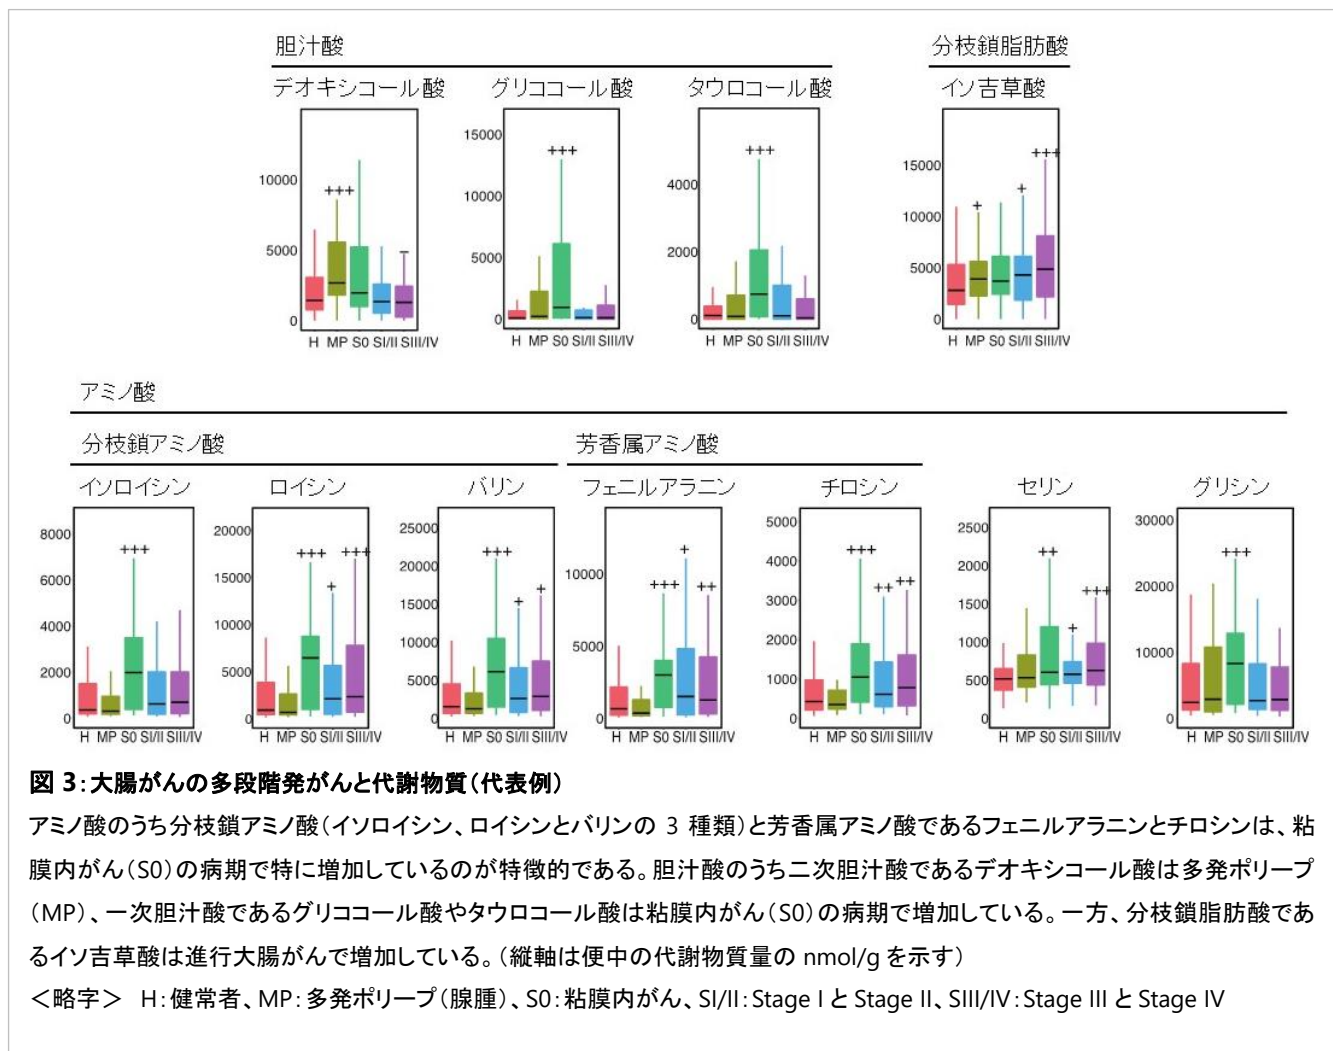 胆汁酸
分枝鎖脂肪酸
デオキシコール酸
グリココール酸
タウロコール酸
イソ吉草酸
10000
5000
0
+++
−
H MP S0 SI/II SIII/IV
15000
10000
5000
0
+++
H MP S0 SI/II SIII/IV
4000
2000
0
+++
H MP S0 SI/II SIII/IV
15000
10000
5000
0
+
+
+++
H MP S0 SI/II SIII/IV
アミノ酸
分枝鎖アミノ酸
芳香属アミノ酸
イソロイシン
ロイシン
バリン
フェニルアラニン
チロシン
セリン
グリシン
8000
6000
4000
2000
0
+++
H MP S0 SI/II SIII/IV
20000
15000
10000
5000
0
+++
+
+++
H MP S0 SI/II SIII/IV
25000
20000
15000
10000
5000
0
+++
+
+
H MP S0 SI/II SIII/IV
10000
5000
0
+++
+
++
H MP S0 SI/II SIII/IV
5000
4000
3000
2000
1000
0
+++
++
++
H MP S0 SI/II SIII/IV
2500
2000
1500
1000
500
0
++
+
+++
H MP S0 SI/II SIII/IV
30000
20000
10000
0
+++
H MP S0 SI/II SIII/IV
図 3：大腸がんの多段階発がんと代謝物質（代表例）
アミノ酸のうち分枝鎖アミノ酸（イソロイシン、ロイシンとバリンの 3 種類）と芳香属アミノ酸であるフェニルアラニンとチロシンは、粘
膜内がん（S0）の病期で特に増加しているのが特徴的である。胆汁酸のうち二次胆汁酸であるデオキシコール酸は多発ポリープ
（MP）、一次胆汁酸であるグリココール酸やタウロコール酸は粘膜内がん（S0）の病期で増加している。一方、分枝鎖脂肪酸であ
るイソ吉草酸は進行大腸がんで増加している。（縦軸は便中の代謝物質量の nmol/g を示す）
＜略字＞ H：健常者、MP：多発ポリープ（腺腫）、S0：粘膜内がん、SI/II：Stage I と Stage II、SIII/IV：Stage III と Stage IV